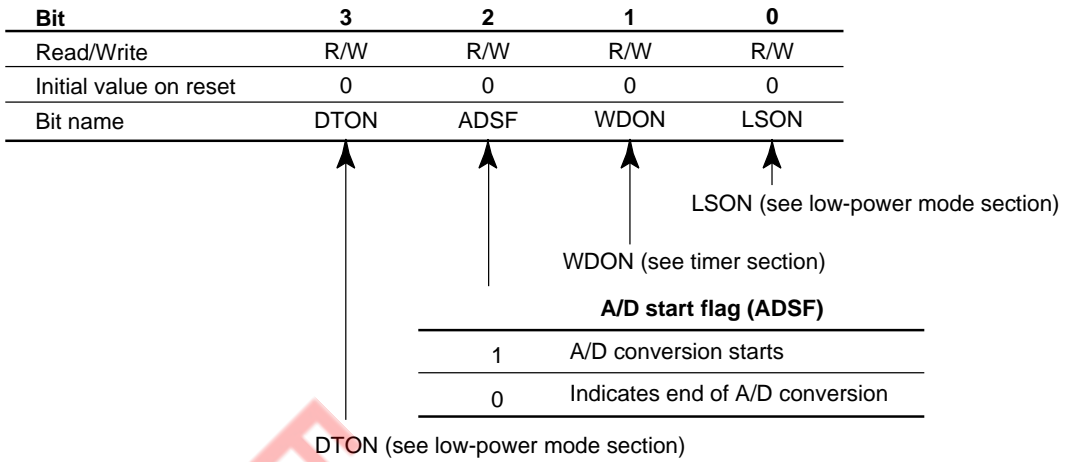 Bit 3 2 1 0
Read/Write R/W R/W R/W R/W
Initial value on reset 0 0 0 0
Bit name DTON ADSF WDON LSON
LSON (see low-power mode section)
WDON (see timer section)
A/D start flag (ADSF)
1 A/D conversion starts
0 Indicates end of A/D conversion
DTON (see low-power mode section)